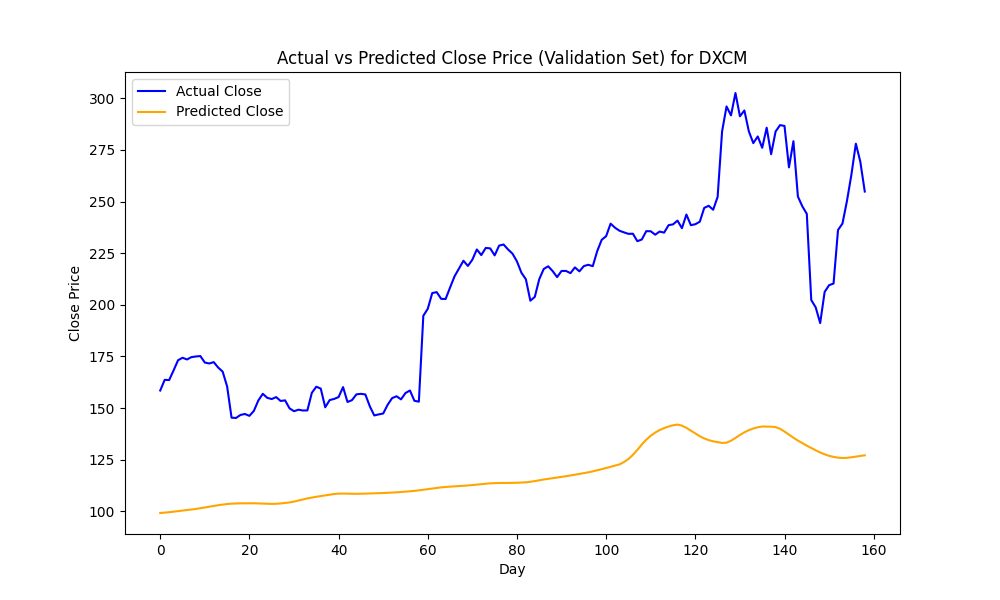 Actual vs Predicted Close Price (Validation Set) for DXCM
Actual Close
Predicted Close
Close Price
300
275
250
225
200
175
150
125
100
0 20 40 60 80 100 120 140 160
Day